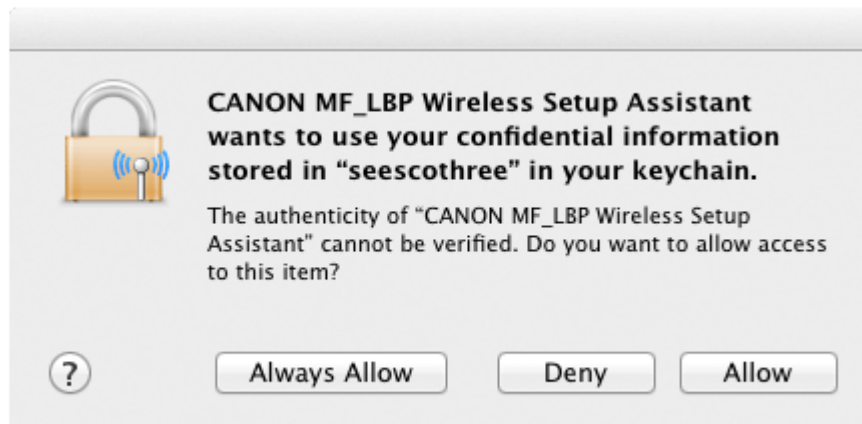 CANON MF_LBP Wireless Setup Assistant
wants to use your confidential information
stored in “seescothree” in your keychain.
The authenticity of “CANON MF_LBP Wireless Setup
Assistant” cannot be verified. Do you want to allow access
to this item?
? Always Allow Deny Allow